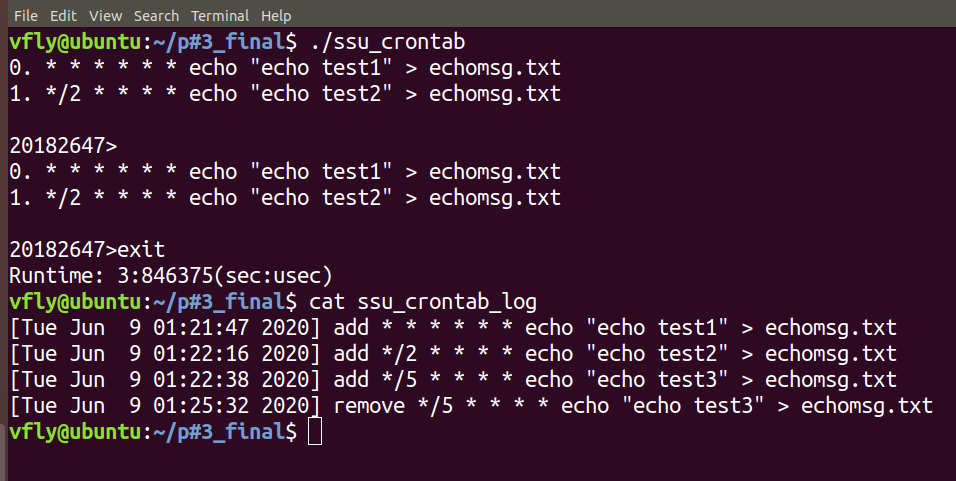 File Edit View Search Terminal Help
vfly@ubuntu:~/p#3_final$ ./ssu_crontab
0. * * * * * * echo "echo test1" > echomsg.txt
1. */2 * * * * echo "echo test2" > echomsg.txt
20182647>
0. * * * * * * echo "echo test1" > echomsg.txt
1. */2 * * * * echo "echo test2" > echomsg.txt
20182647>exit
Runtime: 3:846375(sec:usec)
vfly@ubuntu:~/p#3_final$ cat ssu_crontab_log
[Tue Jun  9 01:21:47 2020] add * * * * * * echo "echo test1" > echomsg.txt
[Tue Jun  9 01:22:16 2020] add */2 * * * * echo "echo test2" > echomsg.txt
[Tue Jun  9 01:22:38 2020] add */5 * * * * echo "echo test3" > echomsg.txt
[Tue Jun  9 01:25:32 2020] remove */5 * * * * echo "echo test3" > echomsg.txt
vfly@ubuntu:~/p#3_final$